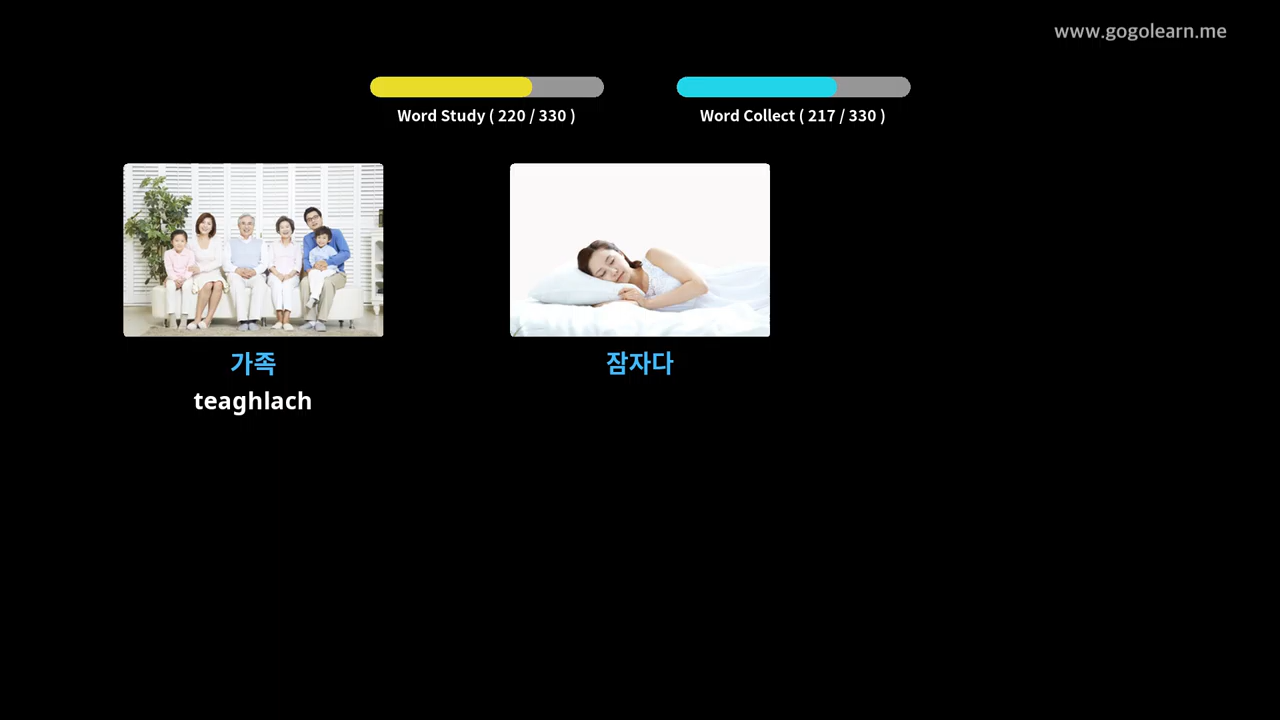 www.gogolearn.me
Word Study ( 220 / 330 )
Word Collect ( 217 / 330 )
가족
teaghlach
잠자다